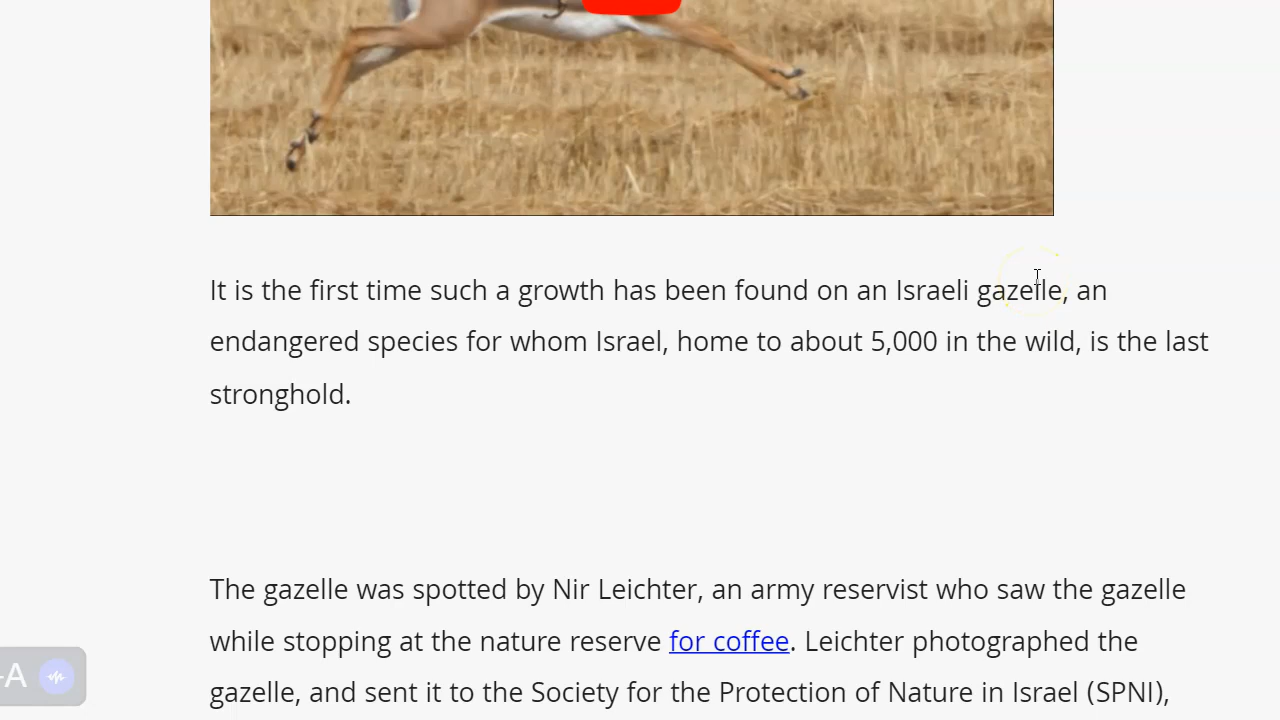 It is the first time such a growth has been found on an Israeli gazelle, an
endangered species for whom Israel, home to about 5,000 in the wild, is the last
stronghold.
The gazelle was spotted by Nir Leichter, an army reservist who saw the gazelle
while stopping at the nature reserve for coffee. Leichter photographed the
gazelle, and sent it to the Society for the Protection of Nature in Israel (SPNI),
-A